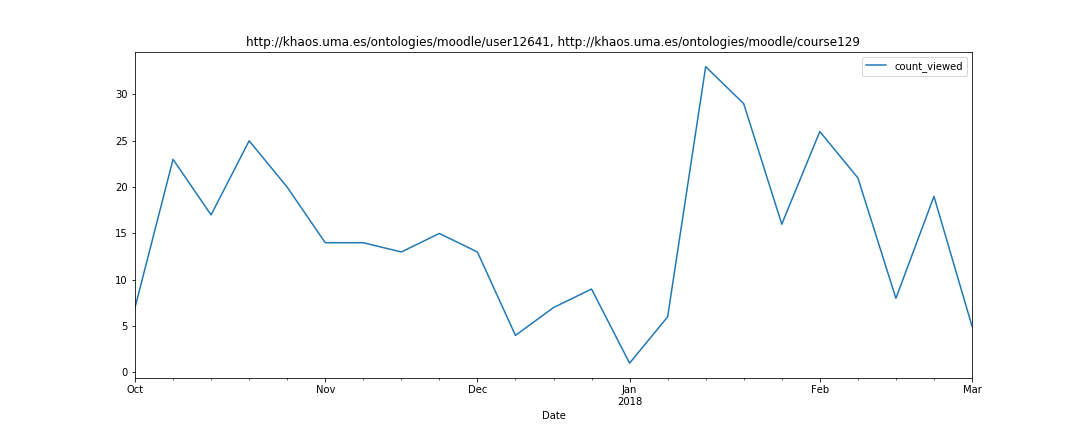 http://khaos.uma.es/ontologies/moodle/user12641, http://khaos.uma.es/ontologies/moodle/course129
count_viewed
30
25
20
15
10
5
0
Oct Nov Dec Jan Feb Mar
2018
Date